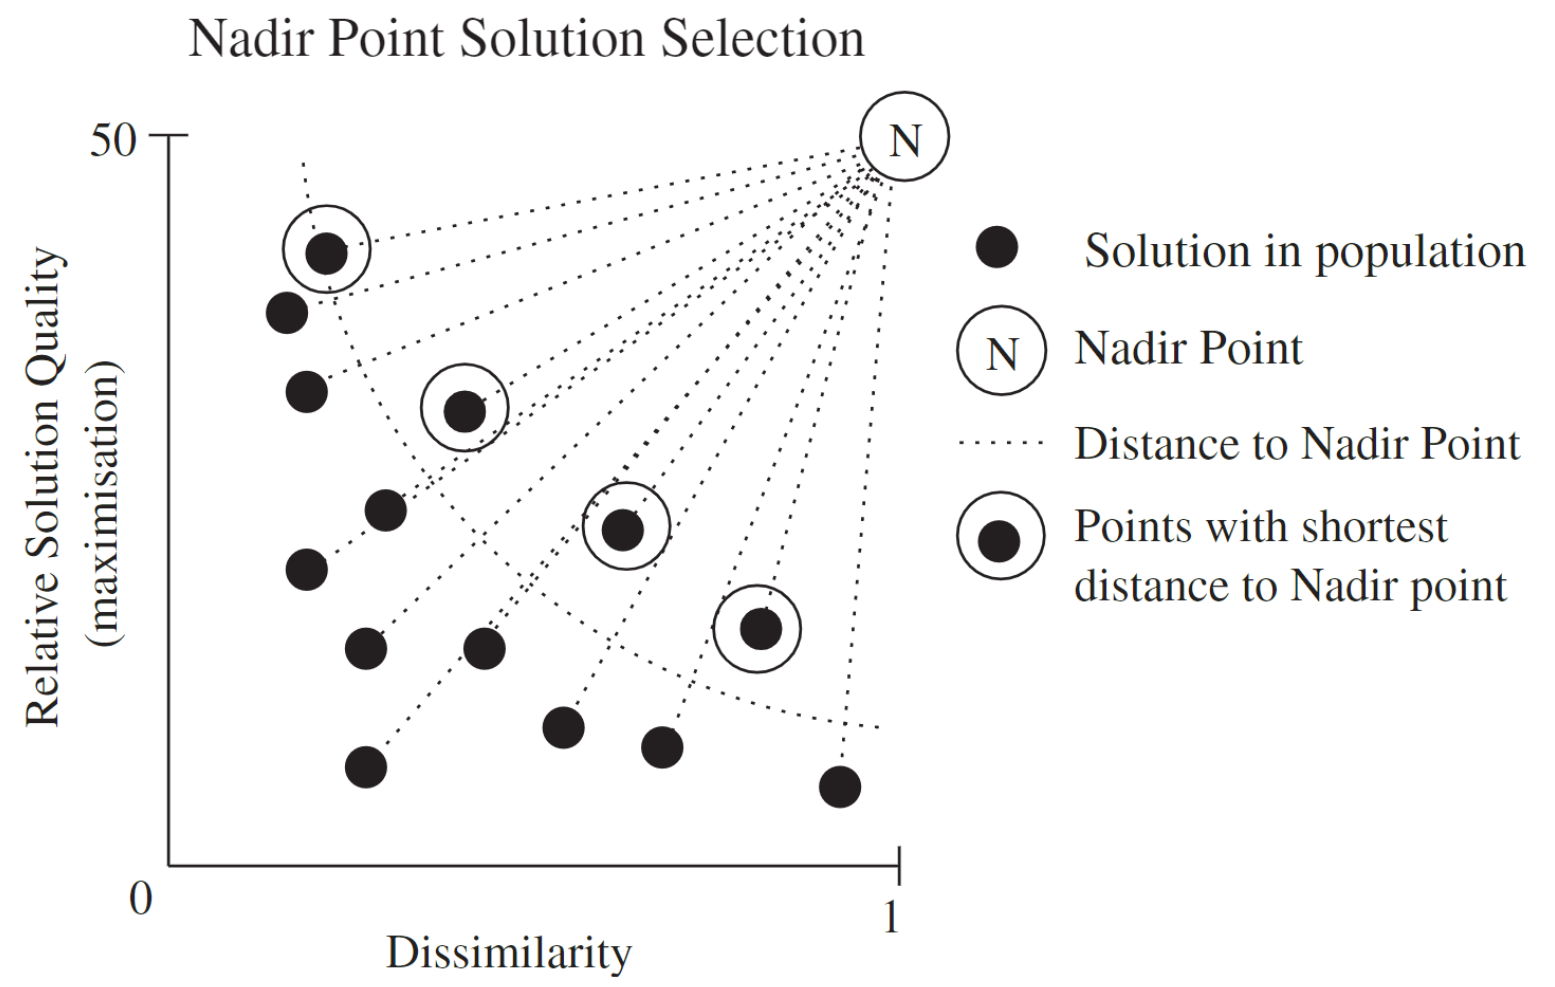 Nadir Point Solution Selection
50
N
Relative Solution Quality
(maximisation)
0
1
Dissimilarity
Solution in population
N
Nadir Point
Distance to Nadir Point
Points with shortest
distance to Nadir point